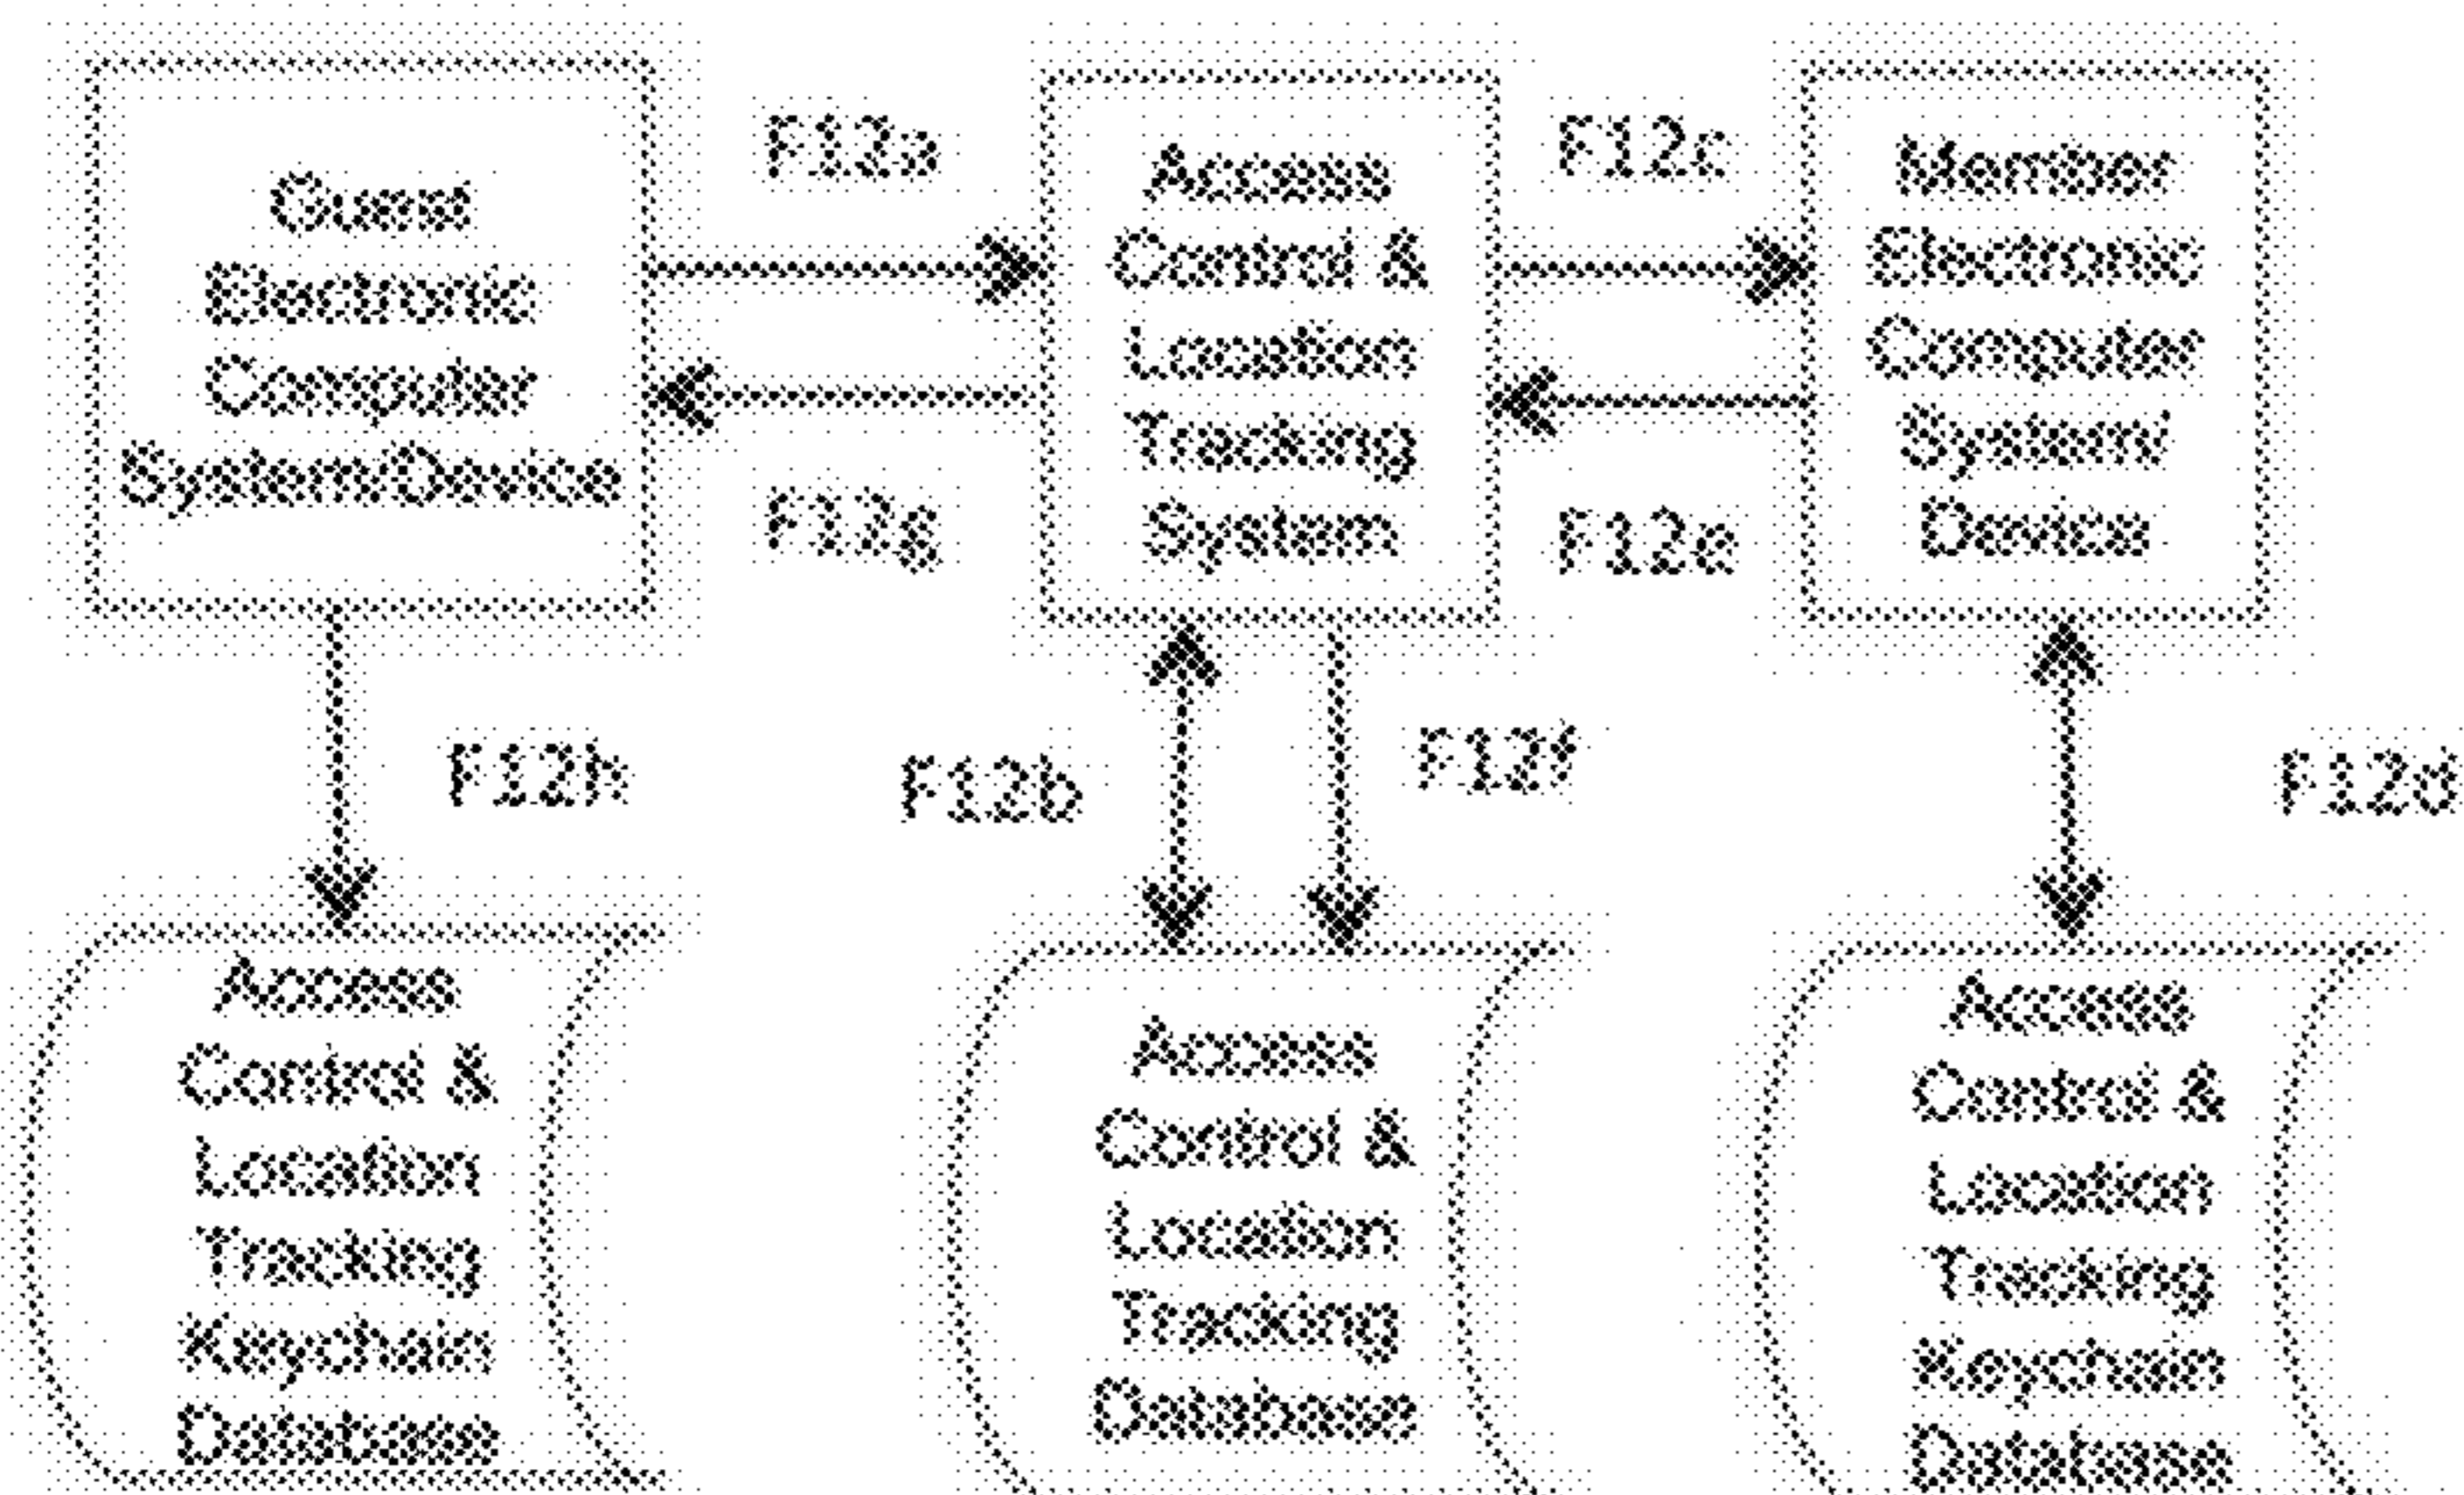 Guest
Electronic
Computer
System/Device
F12a
F12g
Access
Control &
Location
Tracking
System
F12c
F12e
Member
Electronic
Computer
System/
Device
F12h
F12b
F12f
F12d
Access
Control &
Location
Tracking
Keychain
Database
Access
Control &
Location
Tracking
Database
Access
Control &
Location
Tracking
Keychain
Database